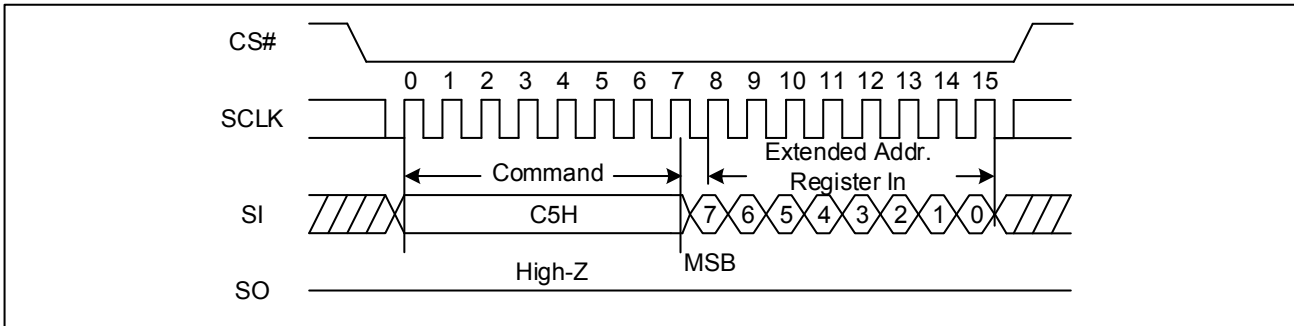 CS#
0 1 2 3 4 5 6 7 8 9 10 11 12 13 14 15
SCLK
Command
Extended Addr.
Register In
SI
C5H
7 6 5 4 3 2 1 0
High-Z
MSB
SO